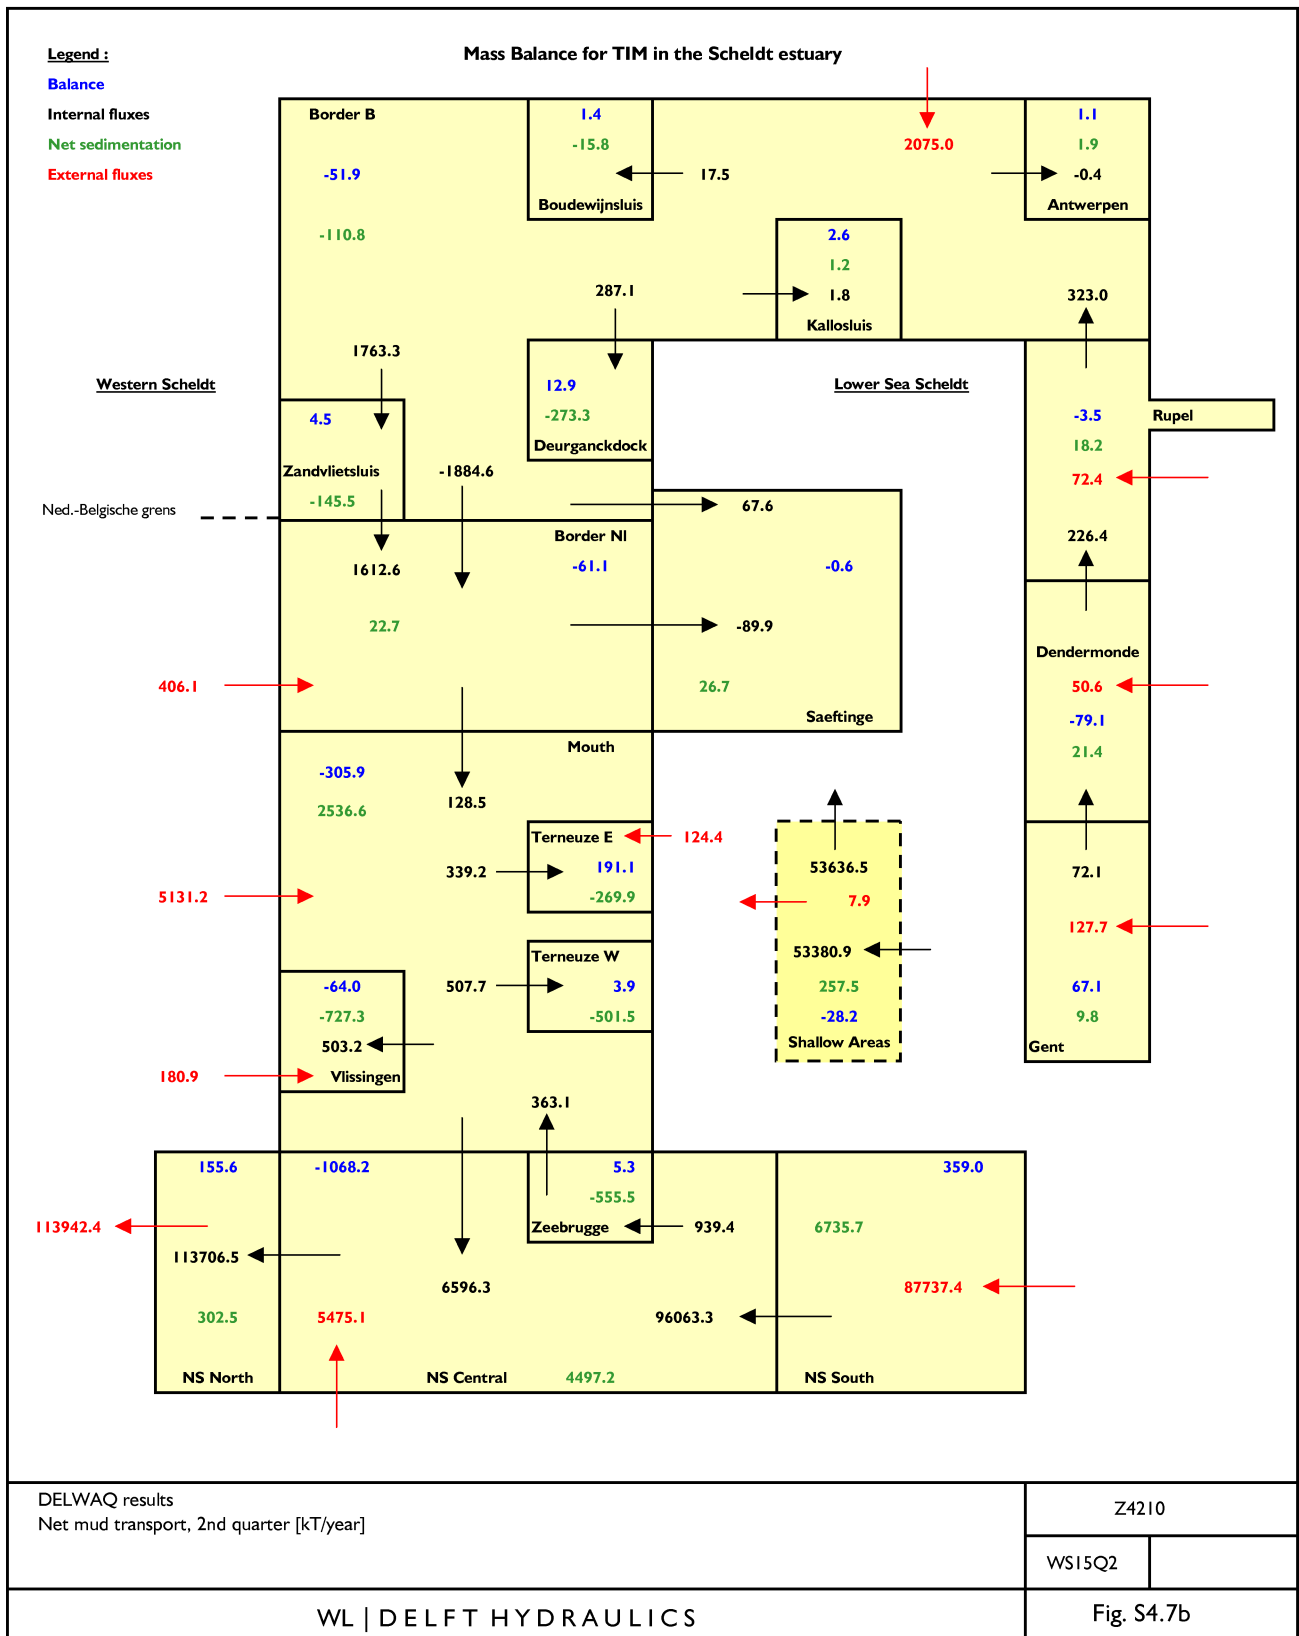 Legend :
Mass Balance for TIM in the Scheldt estuary
Balance
Internal fluxes
Net sedimentation
External fluxes
Border B
1.4
1.1
-15.8
2075.0
1.9
-51.9
17.5
-0.4
Boudewijnsluis
Antwerpen
-110.8
2.6
1.2
287.1
1.8
323.0
Kallosluis
1763.3
Western Scheldt
12.9
Lower Sea Scheldt
4.5
-273.3
-3.5
Rupel
Deurganckdock
18.2
Zandvlietsluis
-1884.6
72.4
-145.5
67.6
Ned.-Belgische grens
Border Nl
226.4
1612.6
-61.1
-0.6
22.7
-89.9
Dendermonde
406.1
26.7
50.6
Saeftinge
-79.1
Mouth
21.4
-305.9
128.5
2536.6
Terneuze E
124.4
339.2
191.1
53636.5
72.1
5131.2
-269.9
7.9
127.7
Terneuze W
53380.9
-64.0
507.7
3.9
257.5
67.1
-727.3
-501.5
-28.2
9.8
503.2
Shallow Areas
Gent
180.9
Vlissingen
363.1
155.6
-1068.2
5.3
359.0
-555.5
113942.4
Zeebrugge
939.4
6735.7
113706.5
6596.3
87737.4
302.5
5475.1
96063.3
NS North
NS Central
4497.2
NS South
DELWAQ results
Net mud transport, 2nd quarter [kT/year]
Z4210
WS15Q2
WL | DELFT HYDRAULICS
Fig. S4.7b